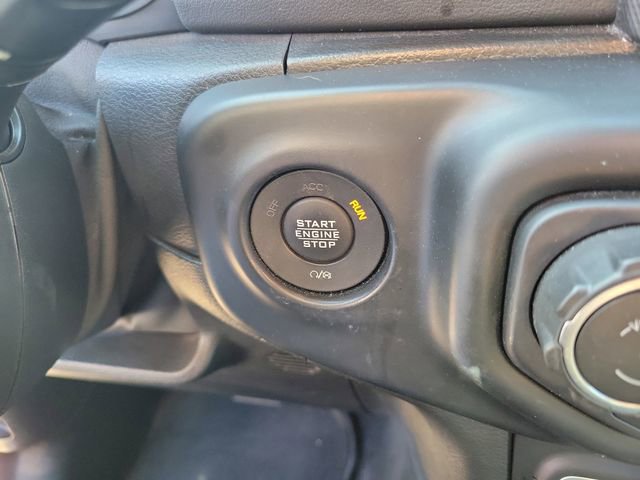 OFF
ACC
RUN
START
ENGINE
STOP